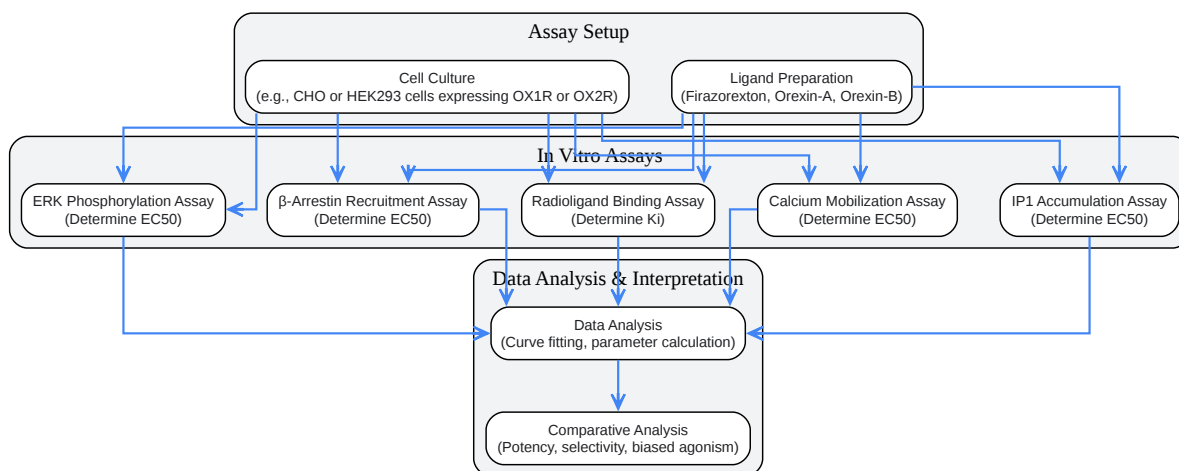 Assay Setup
Cell Culture
(e.g., CHO or HEK293 cells expressing OX1R or OX2R)
Ligand Preparation
(Firazorexton, Orexin-A, Orexin-B)
In Vitro Assays
ERK Phosphorylation Assay
(Determine EC50)
β-Arrestin Recruitment Assay
(Determine EC50)
Radioligand Binding Assay
(Determine Ki)
Calcium Mobilization Assay
(Determine EC50)
IP1 Accumulation Assay
(Determine EC50)
Data Analysis & Interpretation
Data Analysis
(Curve fitting, parameter calculation)
Comparative Analysis
(Potency, selectivity, biased agonism)